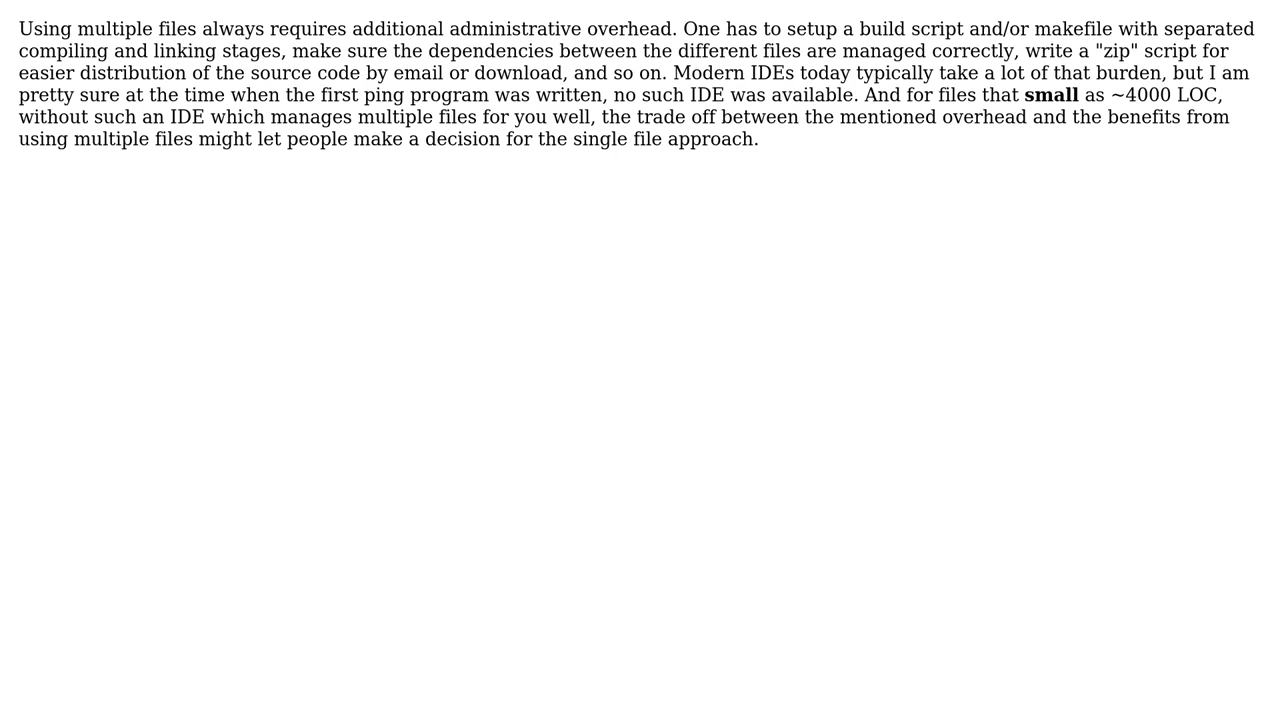 Using multiple files always requires additional administrative overhead. One has to setup a build script and/or makefile with separated
compiling and linking stages, make sure the dependencies between the different files are managed correctly, write a "zip" script for
easier distribution of the source code by email or download, and so on. Modern IDEs today typically take a lot of that burden, but I am
pretty sure at the time when the first ping program was written, no such IDE was available. And for files that small as ~4000 LOC,
without such an IDE which manages multiple files for you well, the trade off between the mentioned overhead and the benefits from
using multiple files might let people make a decision for the single file approach.